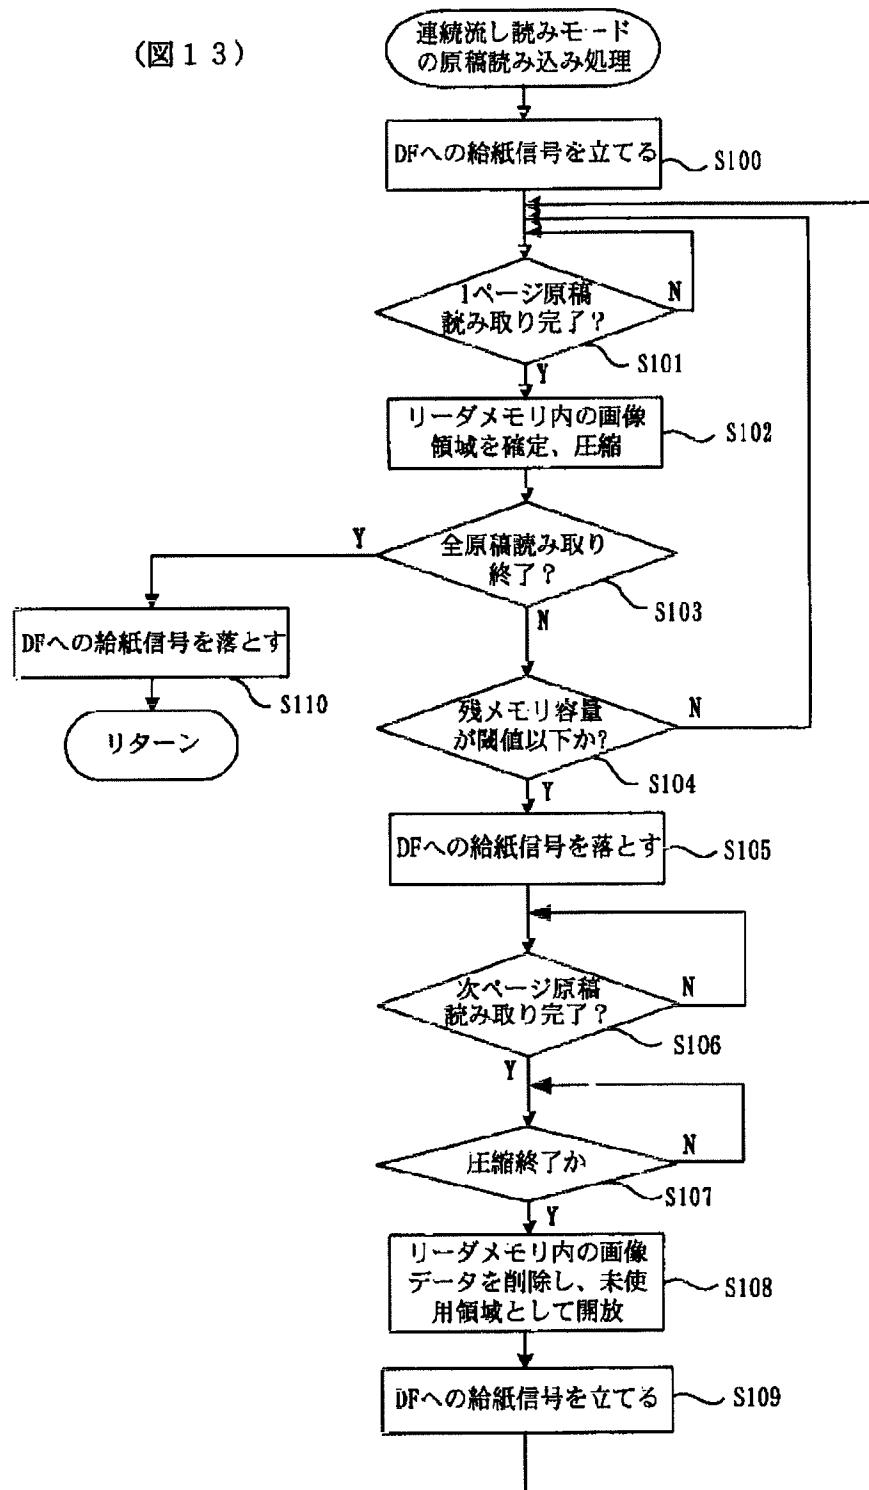 (図13)
連続流し読みモード
の原稿読み込み処理
DFへの給紙信号を立てる
S100
1ページ原稿
読み取り完了?
N
S101
Y
リーダメモリ内の画像
領域を確定、圧縮
S102
Y
全原稿読み取り
終了?
S103
N
DFへの給紙信号を落とす
S110
リターン
残メモリ容量
が閾値以下か?
N
S104
Y
DFへの給紙信号を落とす
S105
次ページ原稿
読み取り完了?
N
S106
Y
圧縮終了か
N
S107
Y
リーダメモリ内の画像
データを削除し、未使
用領域として開放
S108
DFへの給紙信号を立てる
S109